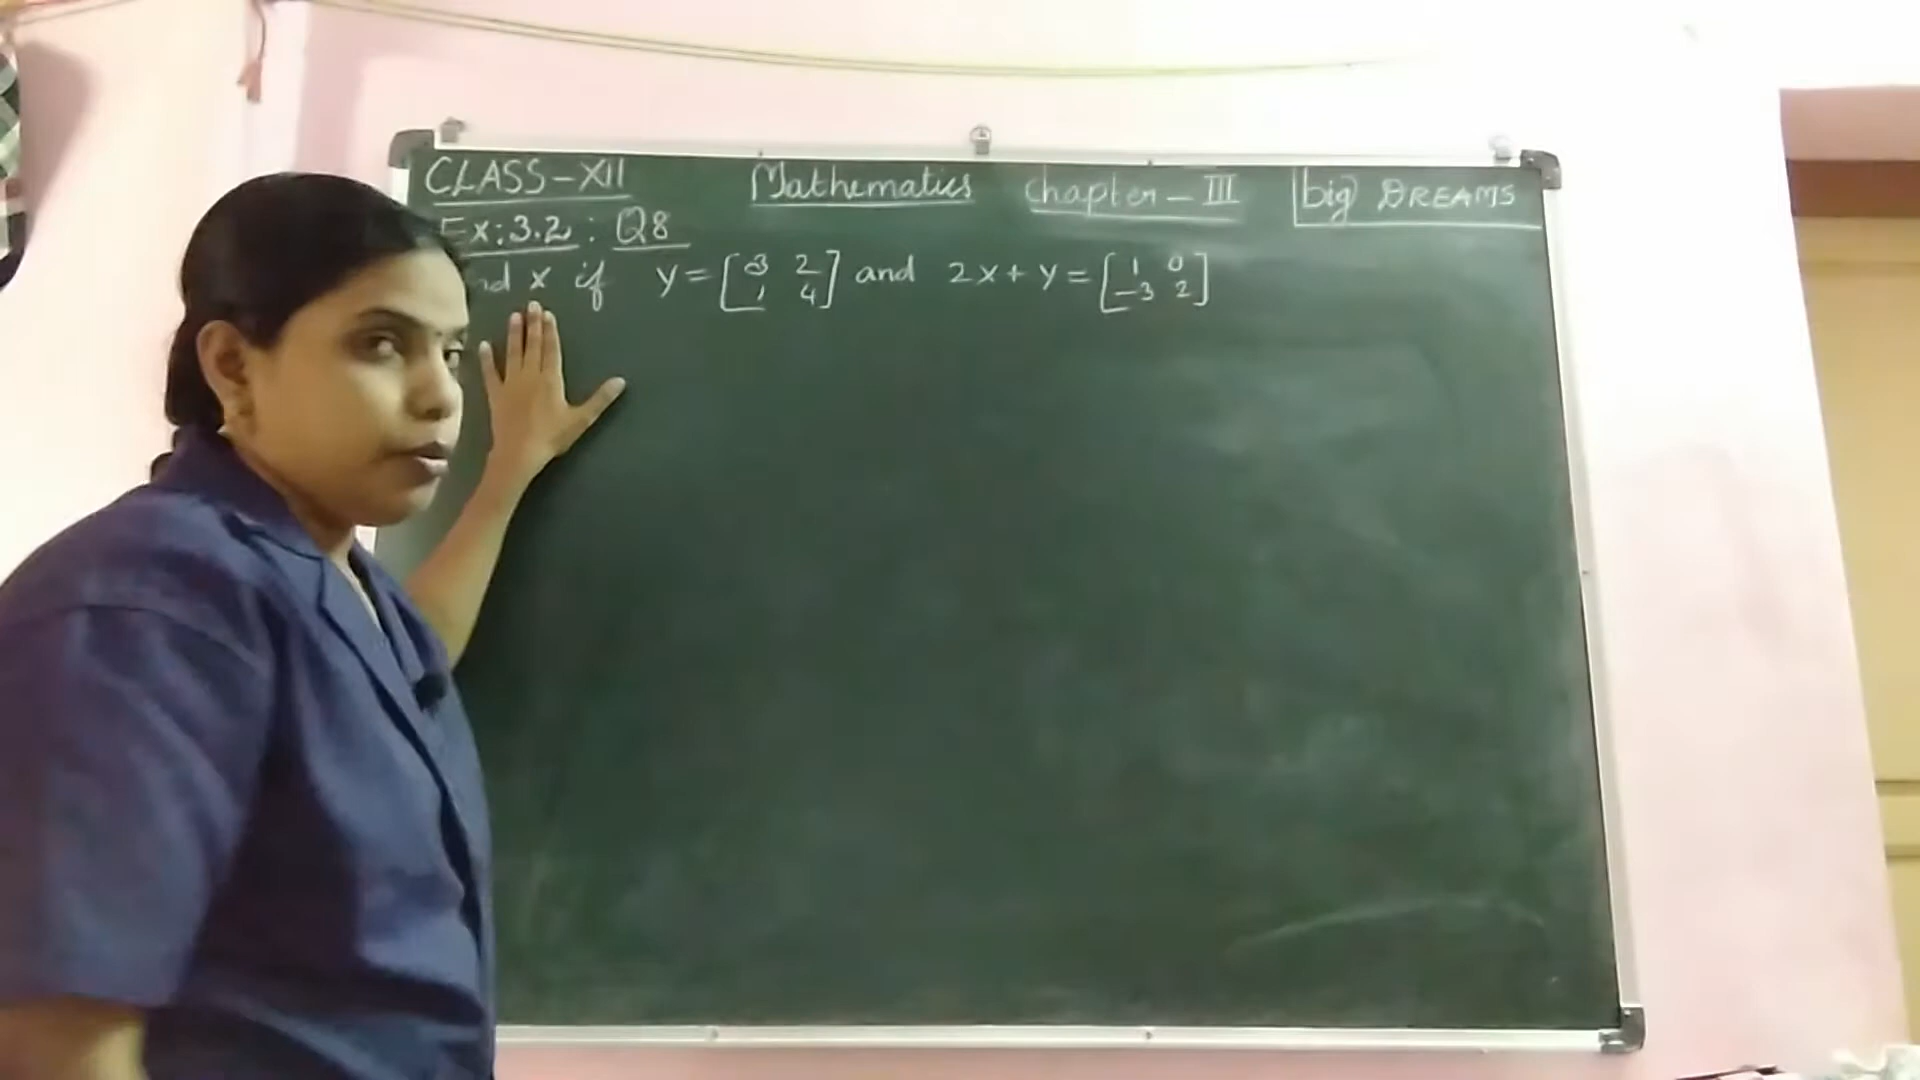 CLASS-XII Mathematics Chapter-III big DREAMS
Ex:3.2: Q8
x if Y=[3 2 1 4] and 2x+Y=[1 0 -3 2]